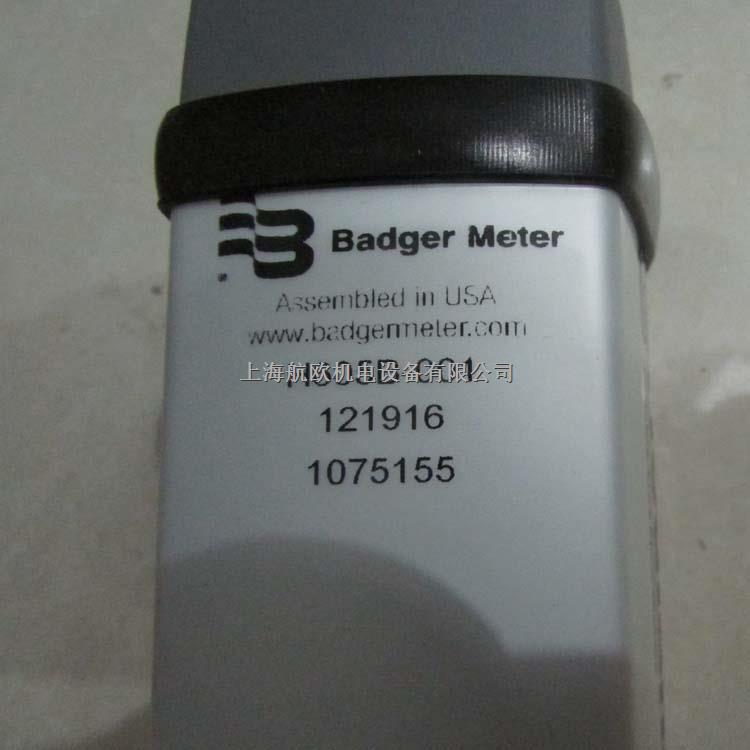 Badger Meter
Assembled in USA
www.badgermeter.com
上海航欧机电设备有限公司
121916
1075155